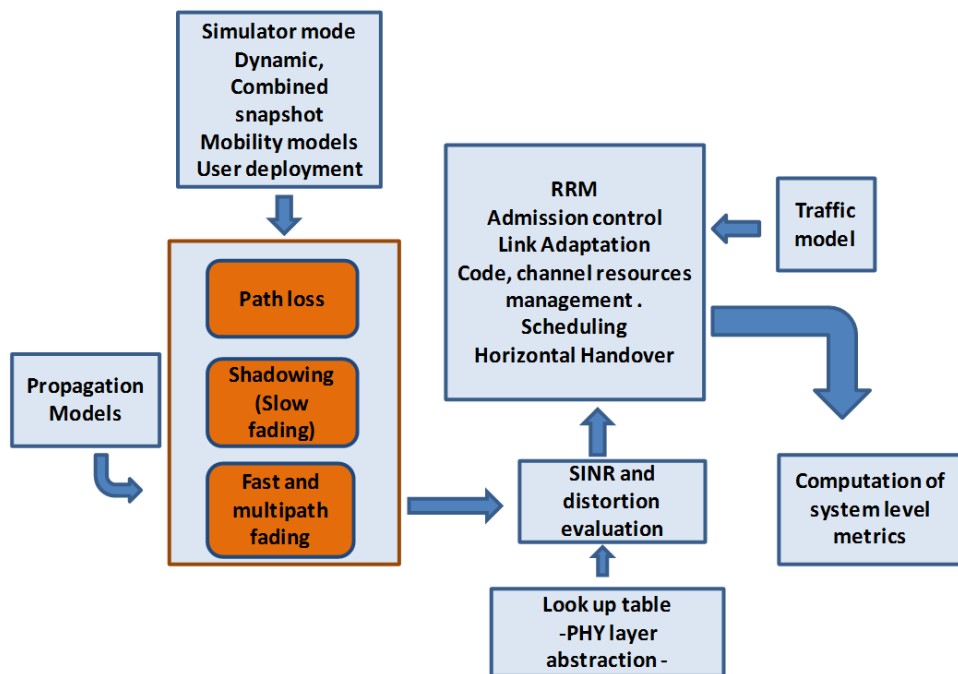 Simulator mode
Dynamic,
Combined
snapshot
Mobility models
User deployment
RRM
Admission control
Link Adaptation
Code, channel resources
management .
Scheduling
Horizontal Handover
Traffic
model
Path loss
Shadowing
(Slow
fading)
Fast and
multipath
fading
Propagation
Models
SINR and
distortion
evaluation
Computation of
system level
metrics
Look up table
-PHY layer
abstraction -